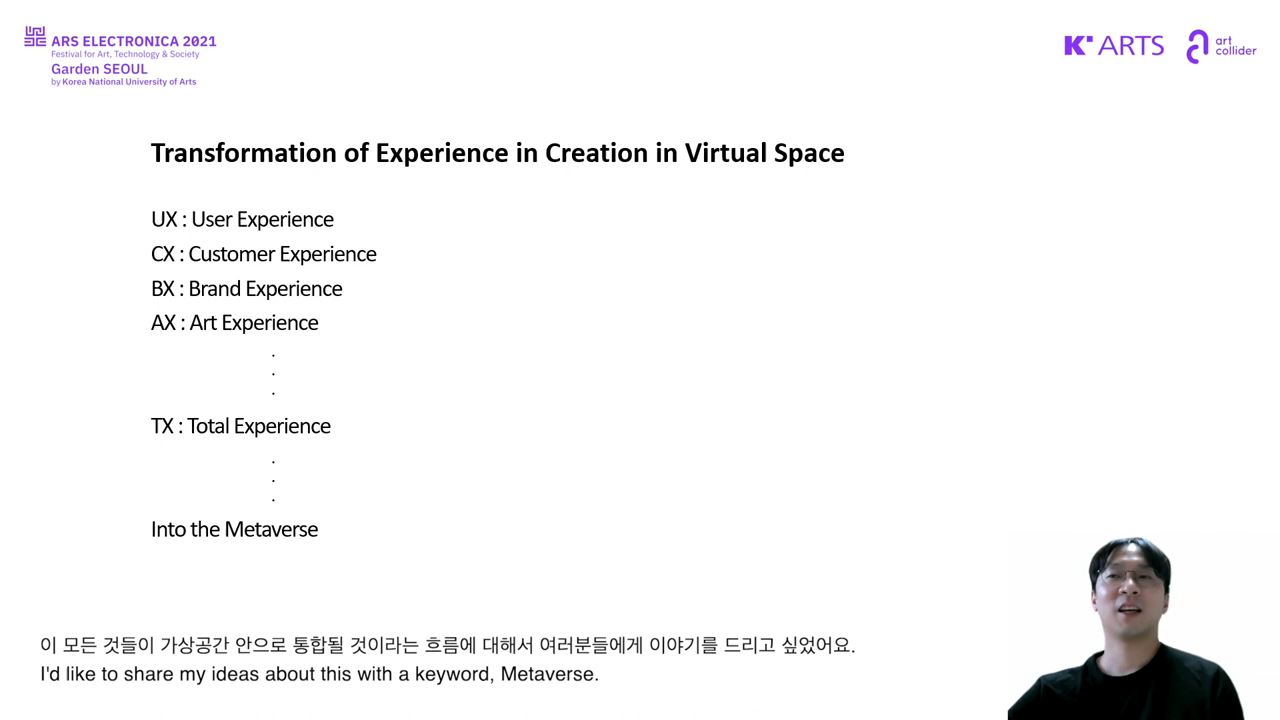 ARS ELECTRONICA 2021
Festival for Art, Technology & Society
Garden SEOUL
by Korea National University of Arts
K' ARTS
art
collider
Transformation of Experience in Creation in Virtual Space
UX : User Experience
CX : Customer Experience
BX : Brand Experience
AX : Art Experience
.
.
.
TX : Total Experience
.
.
.
Into the Metaverse
이 모든 것들이 가상공간 안으로 통합될 것이라는 흐름에 대해서 여러분들에게 이야기를 드리고 싶었어요.
I'd like to share my ideas about this with a keyword, Metaverse.